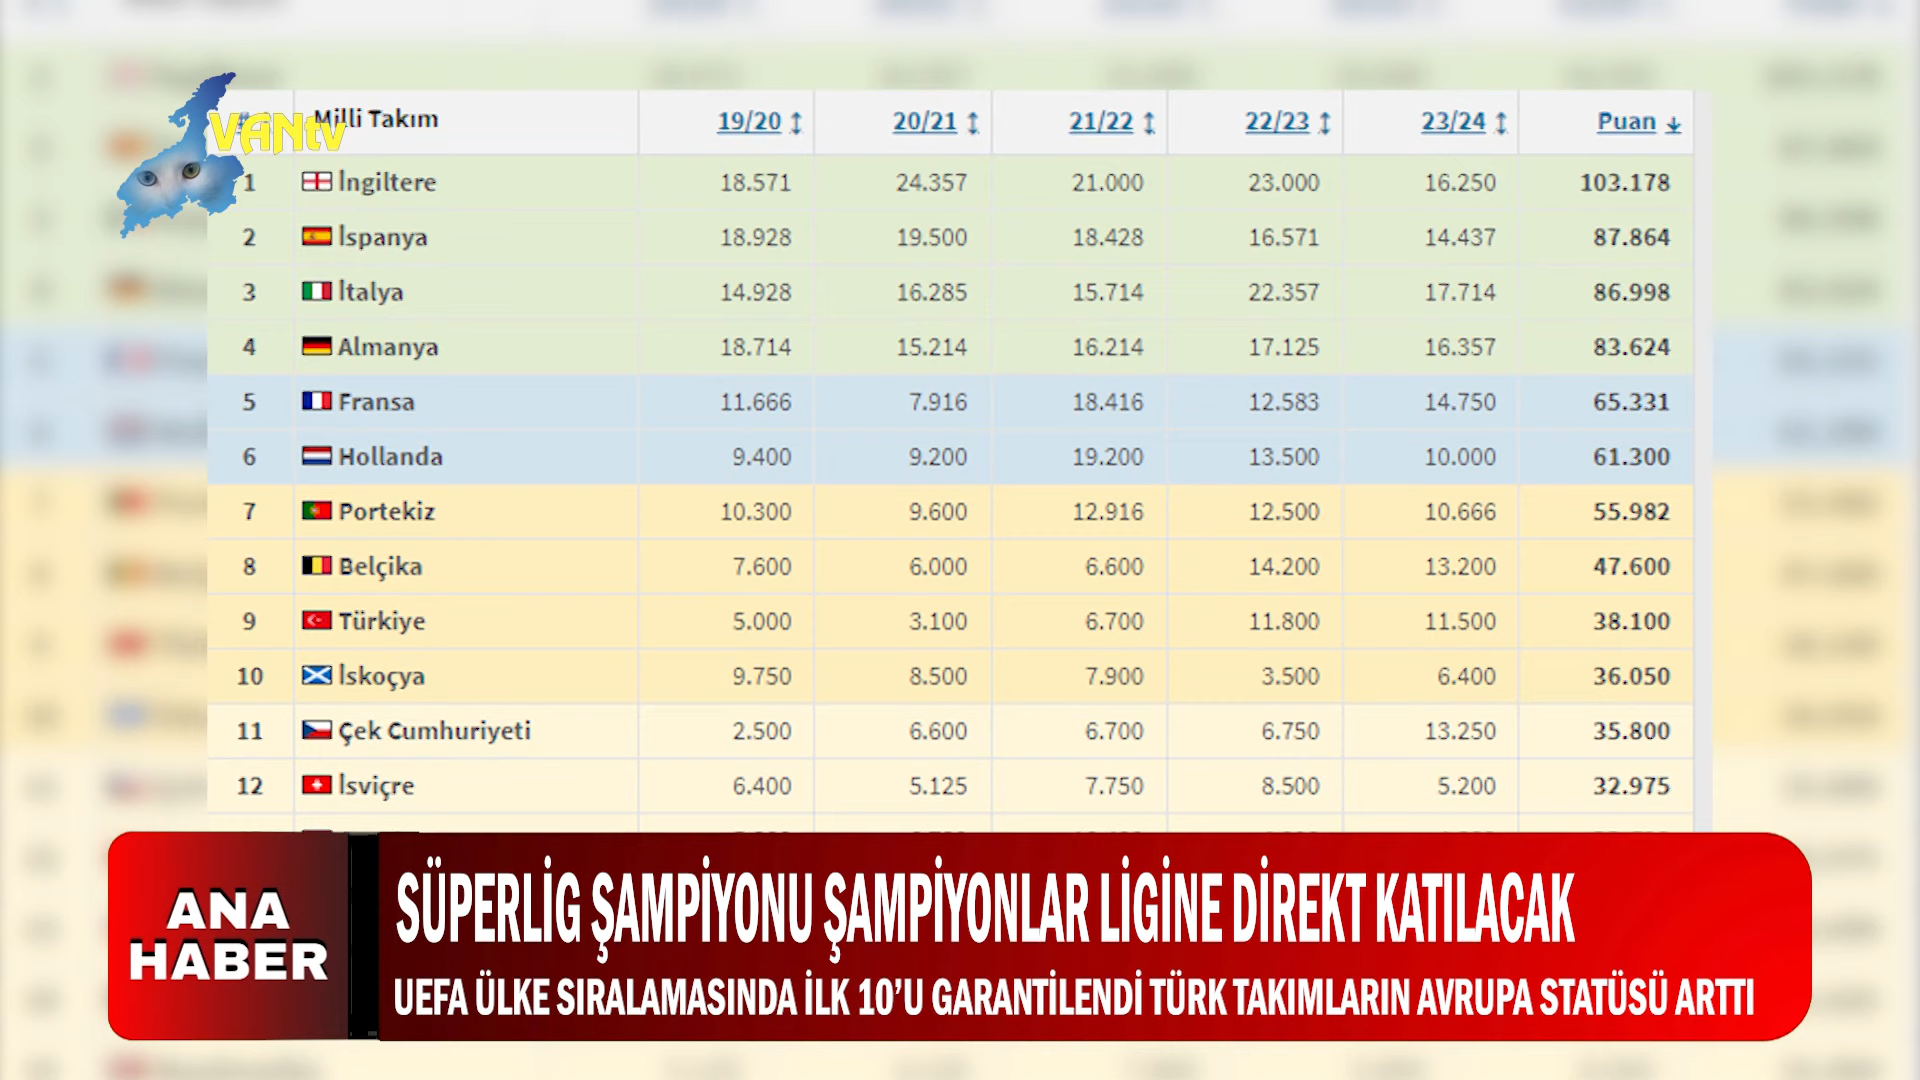 # Milli Takım 19/20 20/21 21/22 22/23 23/24 Puan
VANtv
1 İngiltere 18.571 24.357 21.000 23.000 16.250 103.178
2 İspanya 18.928 19.500 18.428 16.571 14.437 87.864
3 İtalya 14.928 16.285 15.714 22.357 17.714 86.998
4 Almanya 18.714 15.214 16.214 17.125 16.357 83.624
5 Fransa 11.666 7.916 18.416 12.583 14.750 65.331
6 Hollanda 9.400 9.200 19.200 13.500 10.000 61.300
7 Portekiz 10.300 9.600 12.916 12.500 10.666 55.982
8 Belçika 7.600 6.000 6.600 14.200 13.200 47.600
9 Türkiye 5.000 3.100 6.700 11.800 11.500 38.100
10 İskoçya 9.750 8.500 7.900 3.500 6.400 36.050
11 Çek Cumhuriyeti 2.500 6.600 6.700 6.750 13.250 35.800
12 İsviçre 6.400 5.125 7.750 8.500 5.200 32.975
ANA
HABER
SÜPERLİG ŞAMPİYONU ŞAMPİYONLAR LİGİNE DİREKT KATILACAK
UEFA ÜLKE SIRALAMASINDA İLK 10’U GARANTİLENDİ TÜRK TAKIMLARIN AVRUPA STATÜSÜ ARTTI